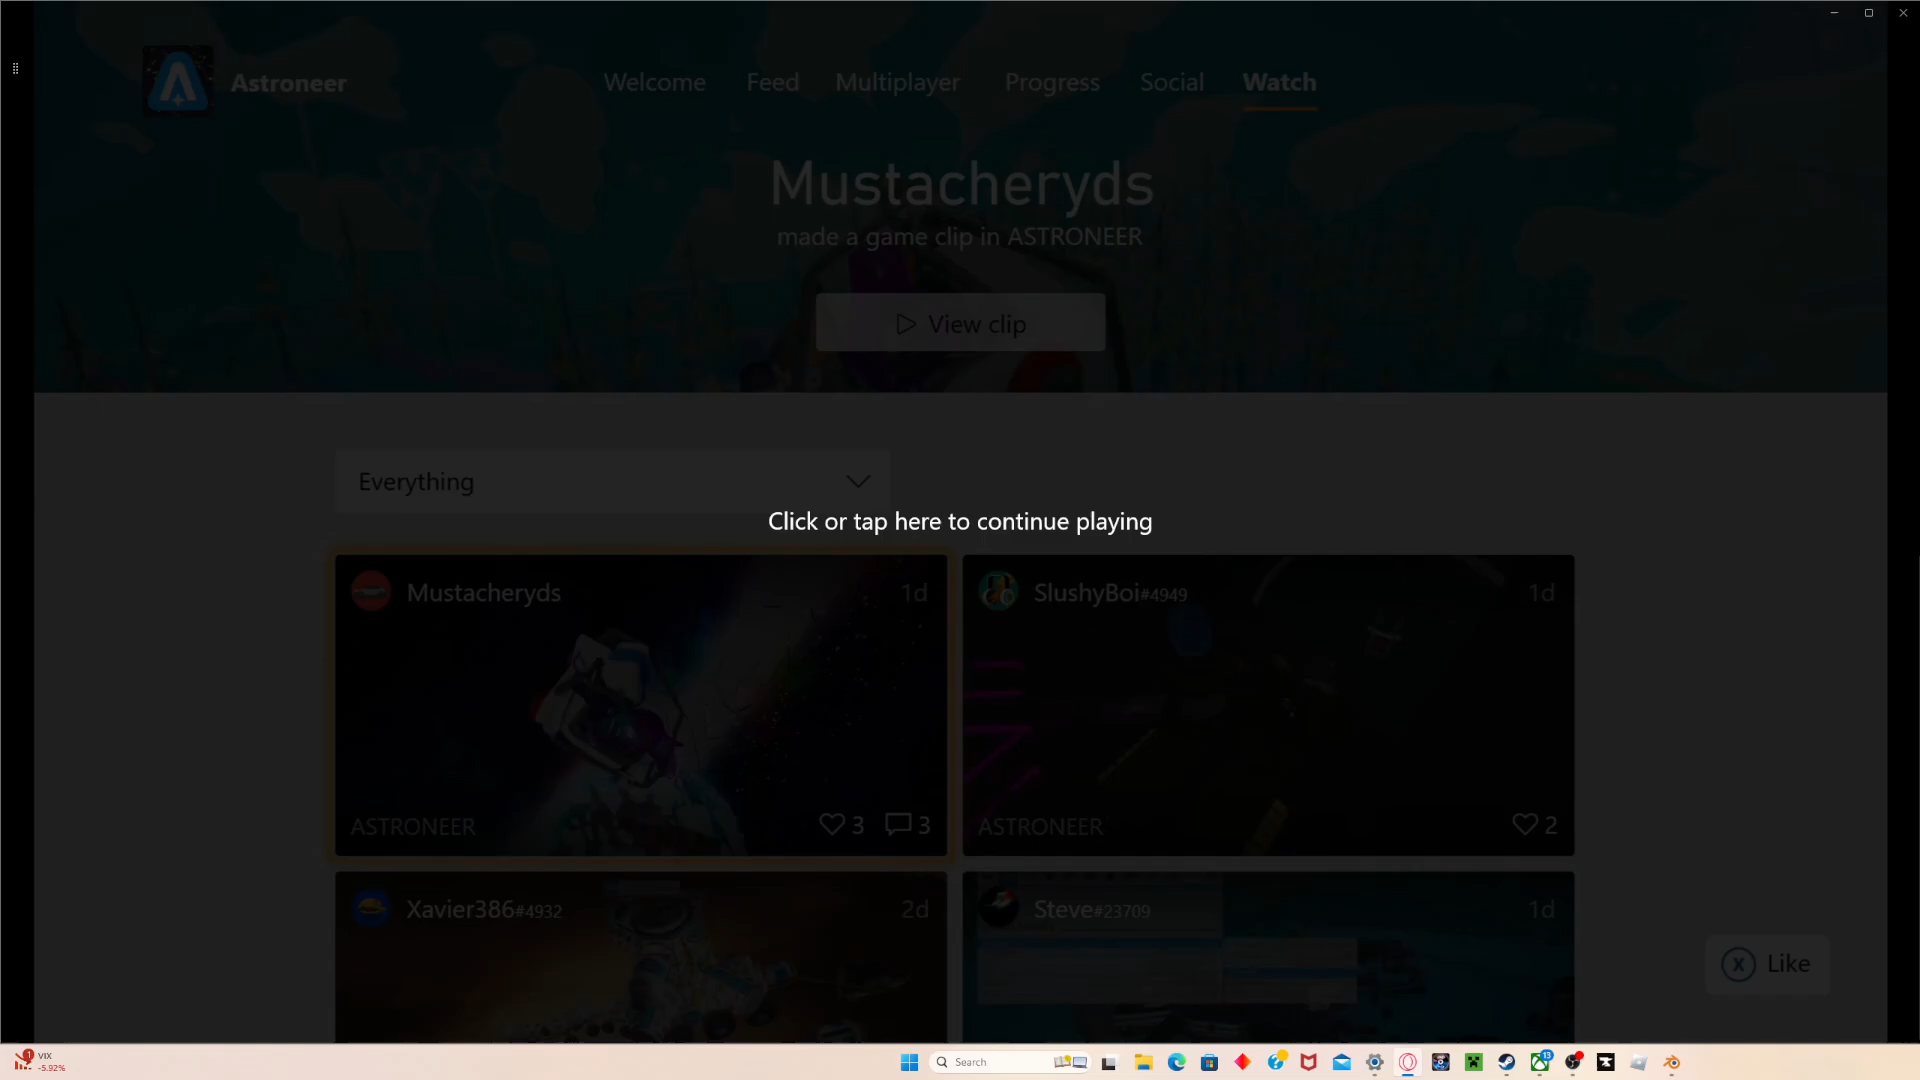 Astroneer
Welcome Feed Multiplayer Progress Social Watch
Mustacheryds
made a game clip in ASTRONEER
View clip
Everything
Click or tap here to continue playing
Mustacheryds 1d
ASTRONEER 3 3
SlushyBoi#4949 1d
ASTRONEER 2
Xavier386#4932 2d
Steve#23709 1d
X Like
1
VIX
-5.92%
Search
13